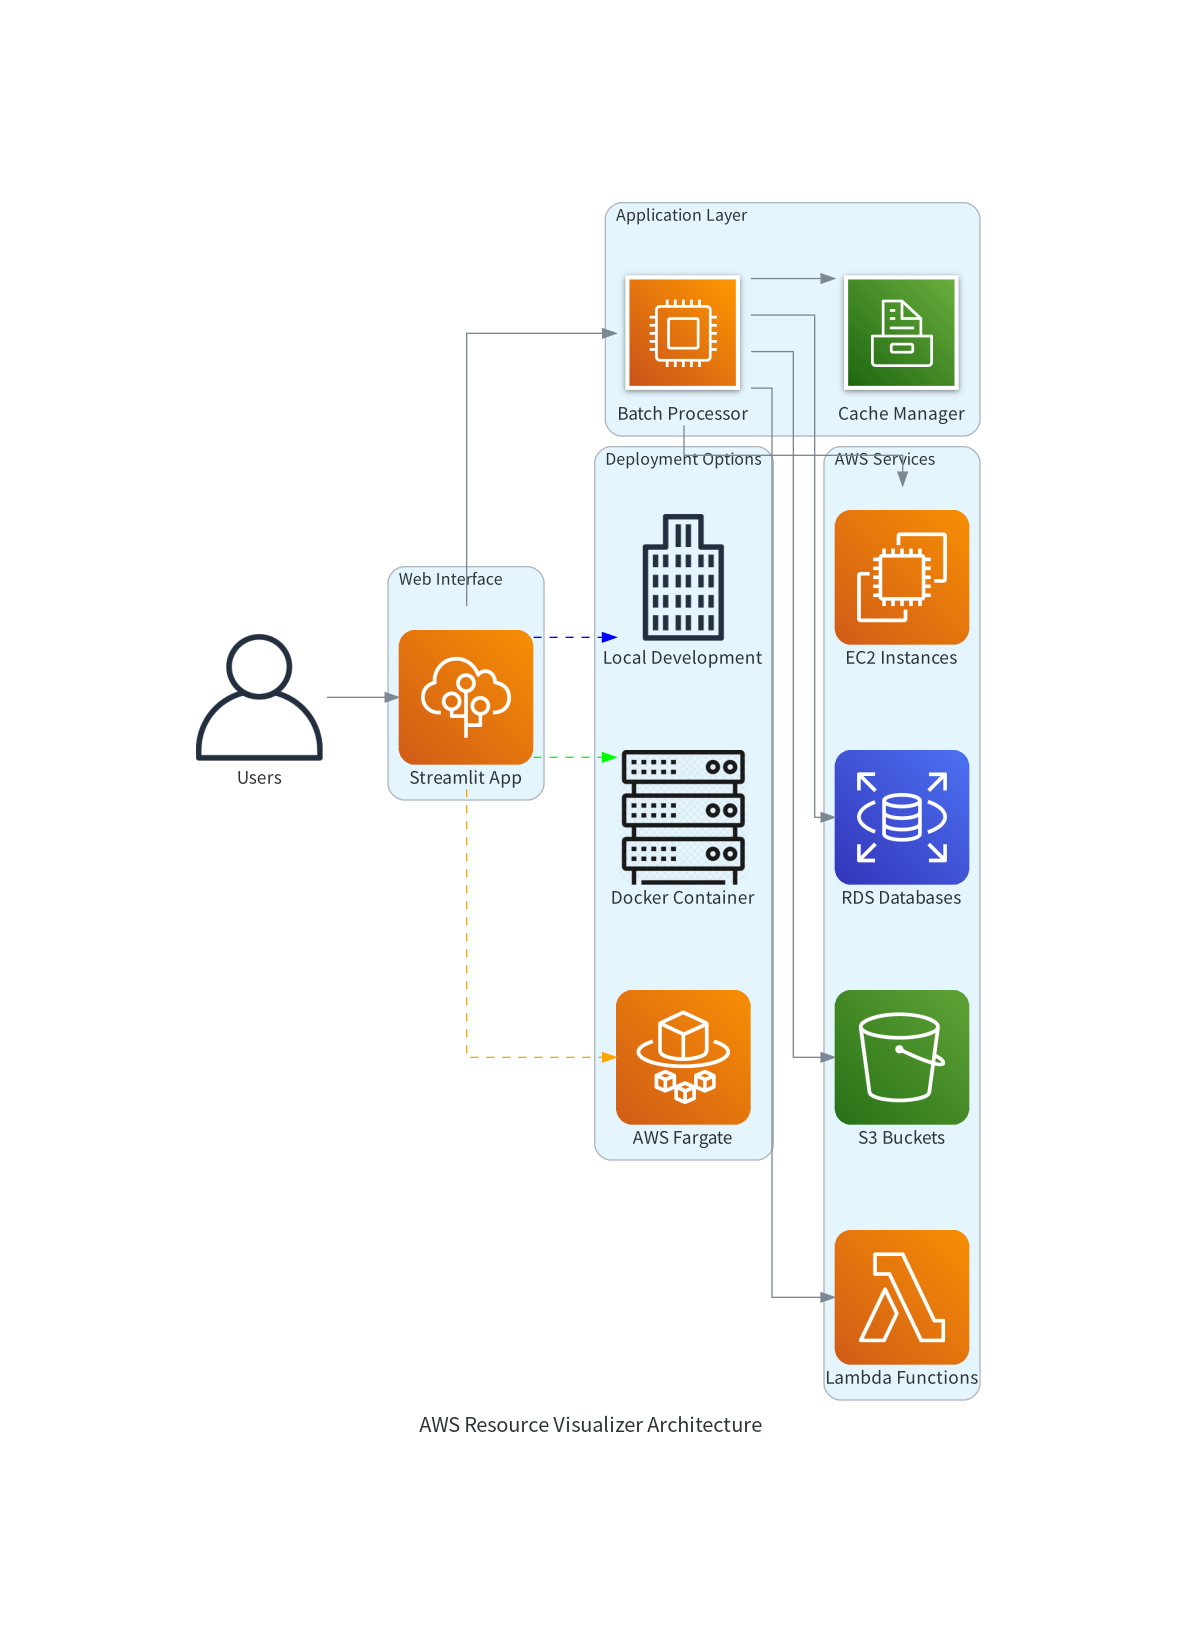 Application Layer
Batch Processor
Cache Manager
Deployment Options
AWS Services
Local Development
EC2 Instances
Web Interface
Users
Streamlit App
Docker Container
RDS Databases
AWS Fargate
S3 Buckets
Lambda Functions
AWS Resource Visualizer Architecture